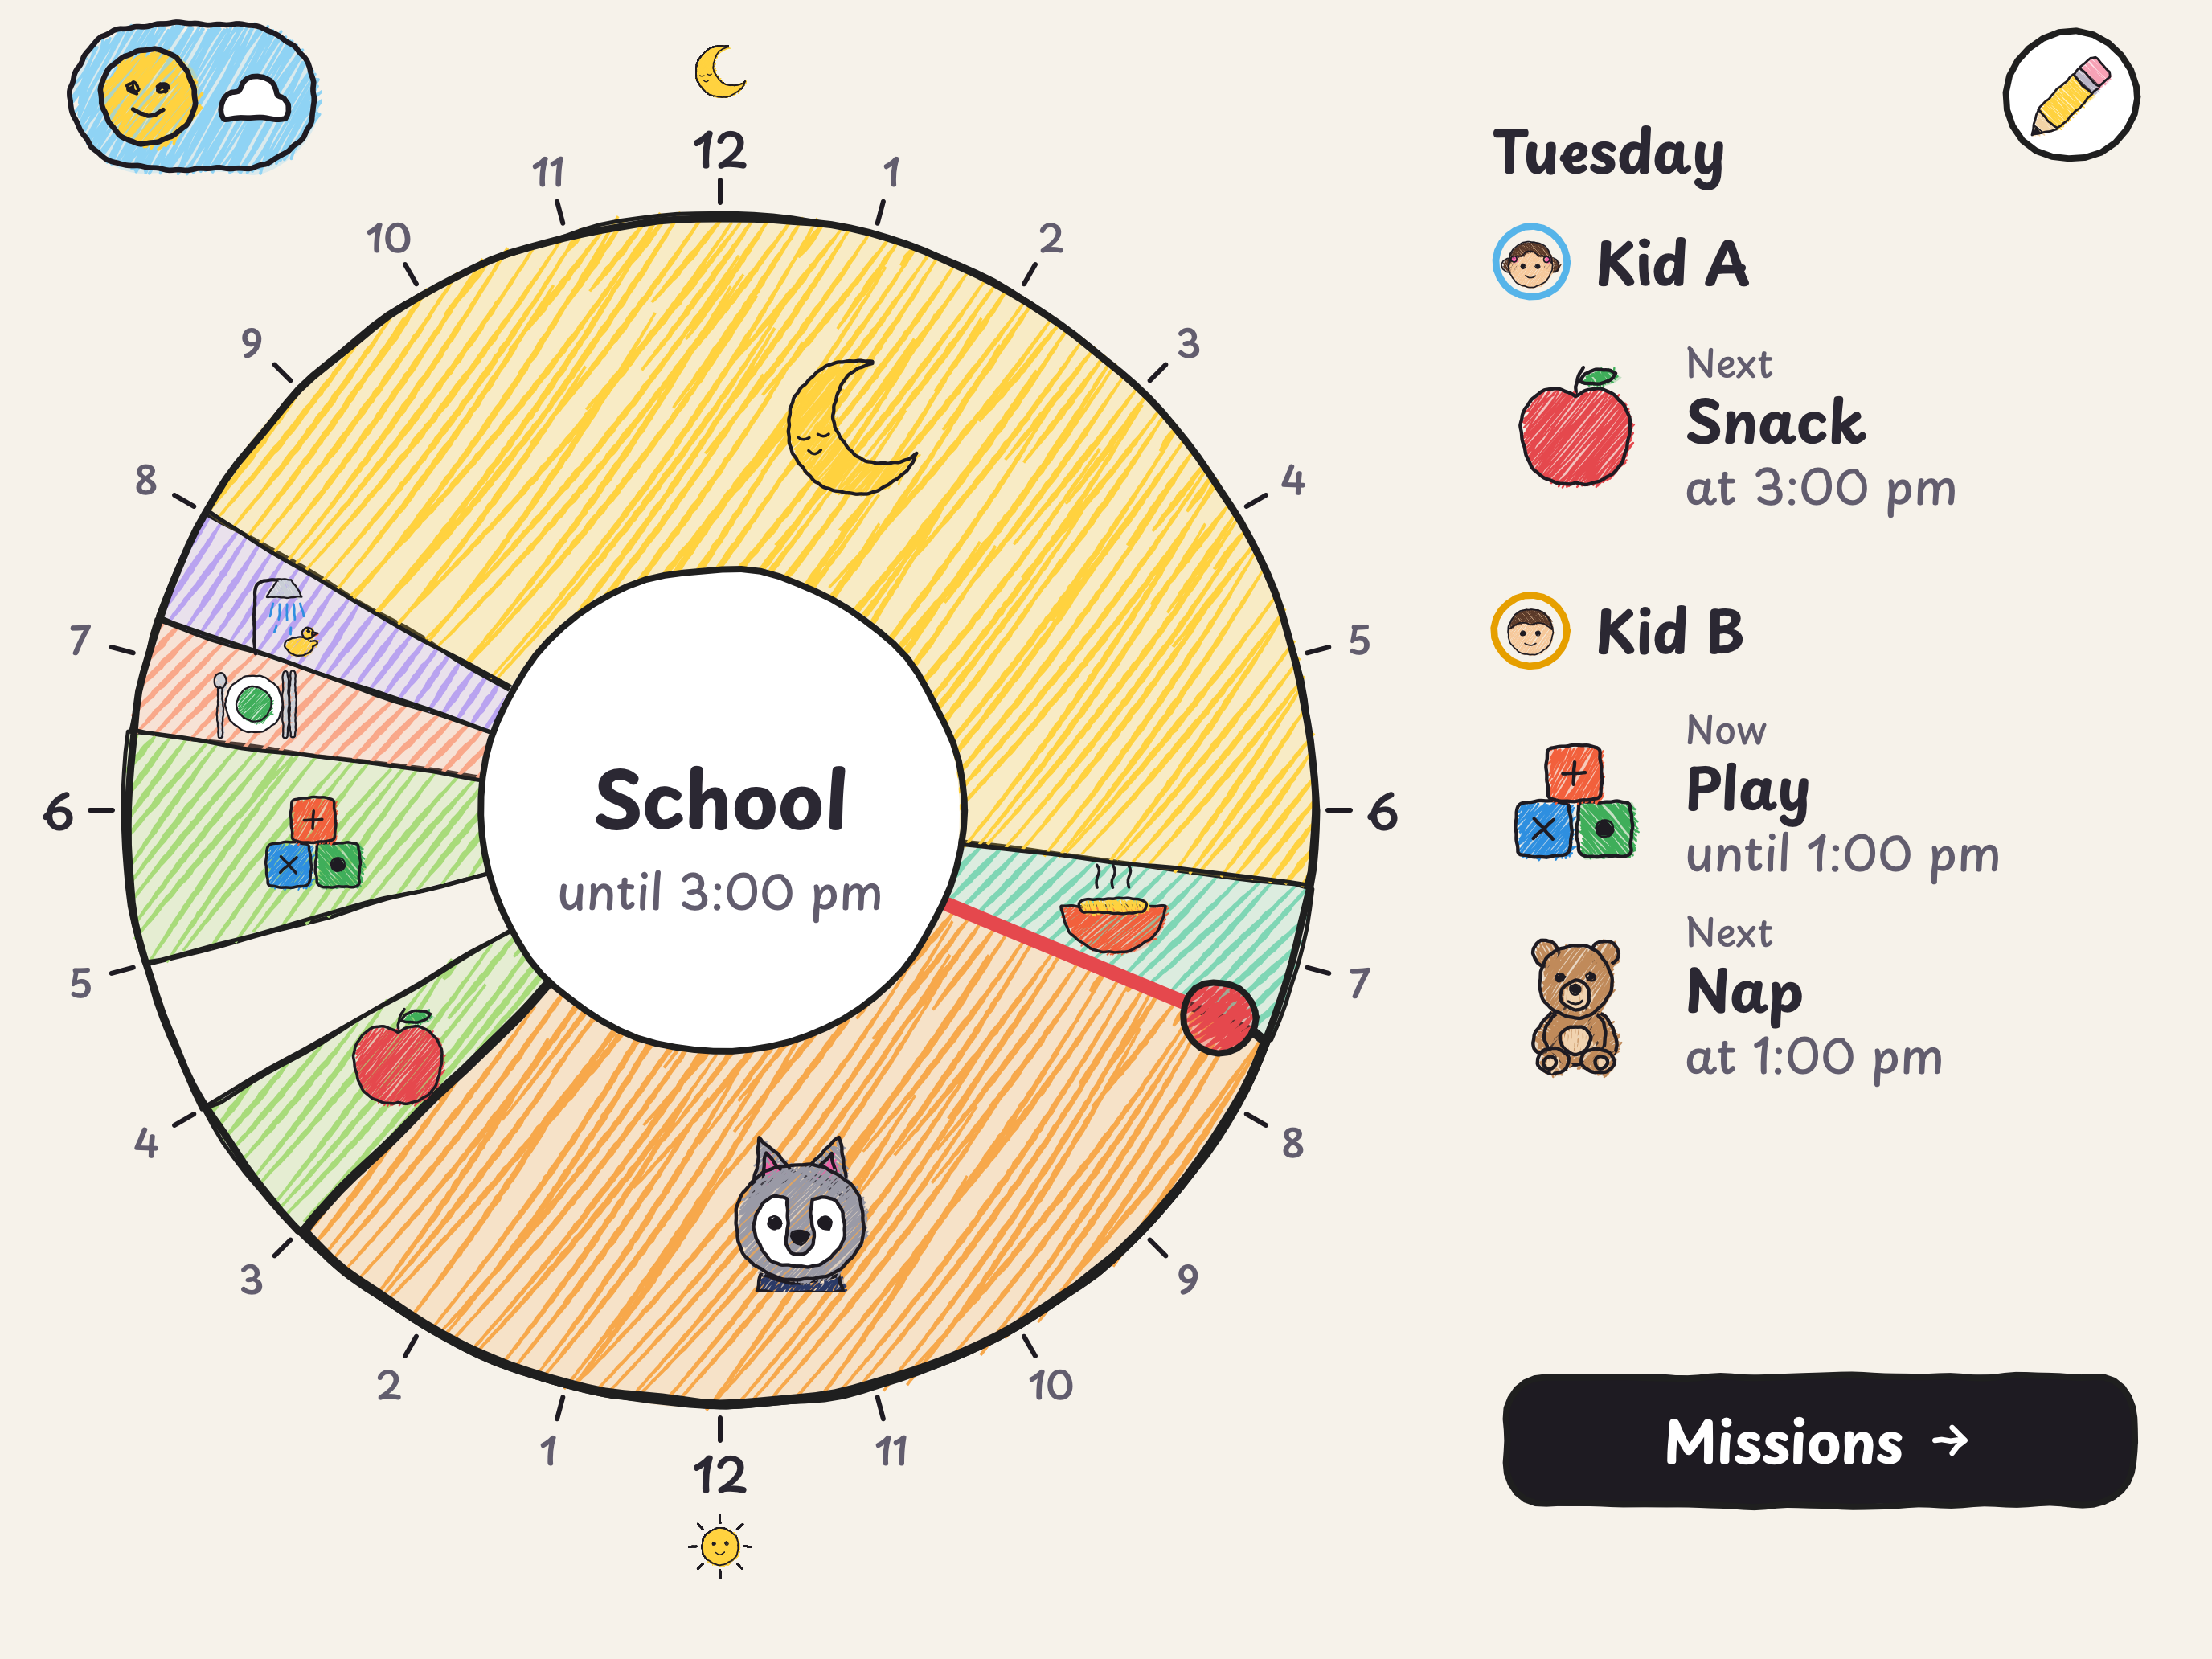 12
1
2
3
4
5
6
7
8
9
10
11
12
1
2
3
4
5
6
7
8
9
10
11
School
until 3:00 pm
Tuesday
Kid A
Next
Snack
at 3:00 pm
Kid B
Now
Play
until 1:00 pm
Next
Nap
at 1:00 pm
Missions →